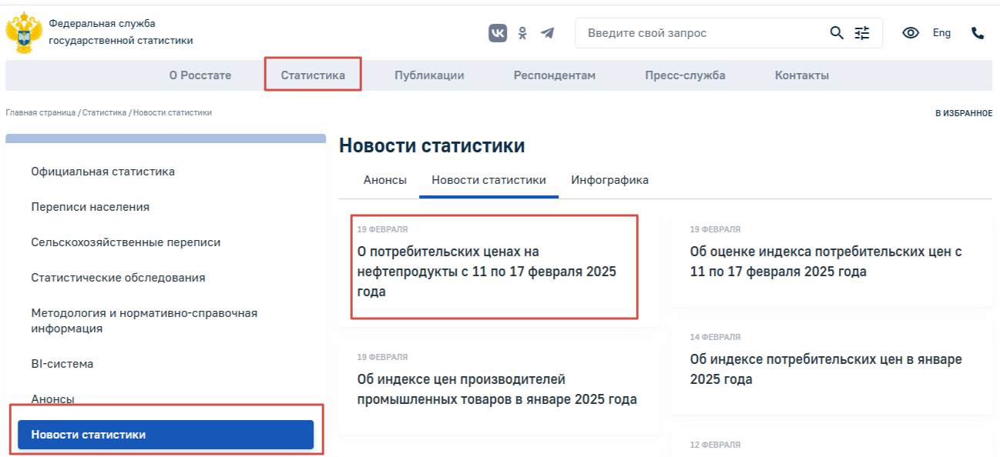 Федеральная служба
государственной статистики
Введите свой запрос
Eng
О Росстате Статистика Публикации Респондентам Пресс-служба Контакты
Главная страница / Статистика / Новости статистики
В ИЗБРАННОЕ
Официальная статистика
Переписи населения
Сельскохозяйственные переписи
Статистические обследования
Методология и нормативно-справочная
информация
BI-система
Анонсы
Новости статистики
Новости статистики
Анонсы Новости статистики Инфографика
19 ФЕВРАЛЯ
О потребительских ценах на
нефтепродукты с 11 по 17 февраля 2025
года
19 ФЕВРАЛЯ
Об оценке индекса потребительских цен с
11 по 17 февраля 2025 года
19 ФЕВРАЛЯ
Об индексе цен производителей
промышленных товаров в январе 2025 года
14 ФЕВРАЛЯ
Об индексе потребительских цен в январе
2025 года
12 ФЕВРАЛЯ